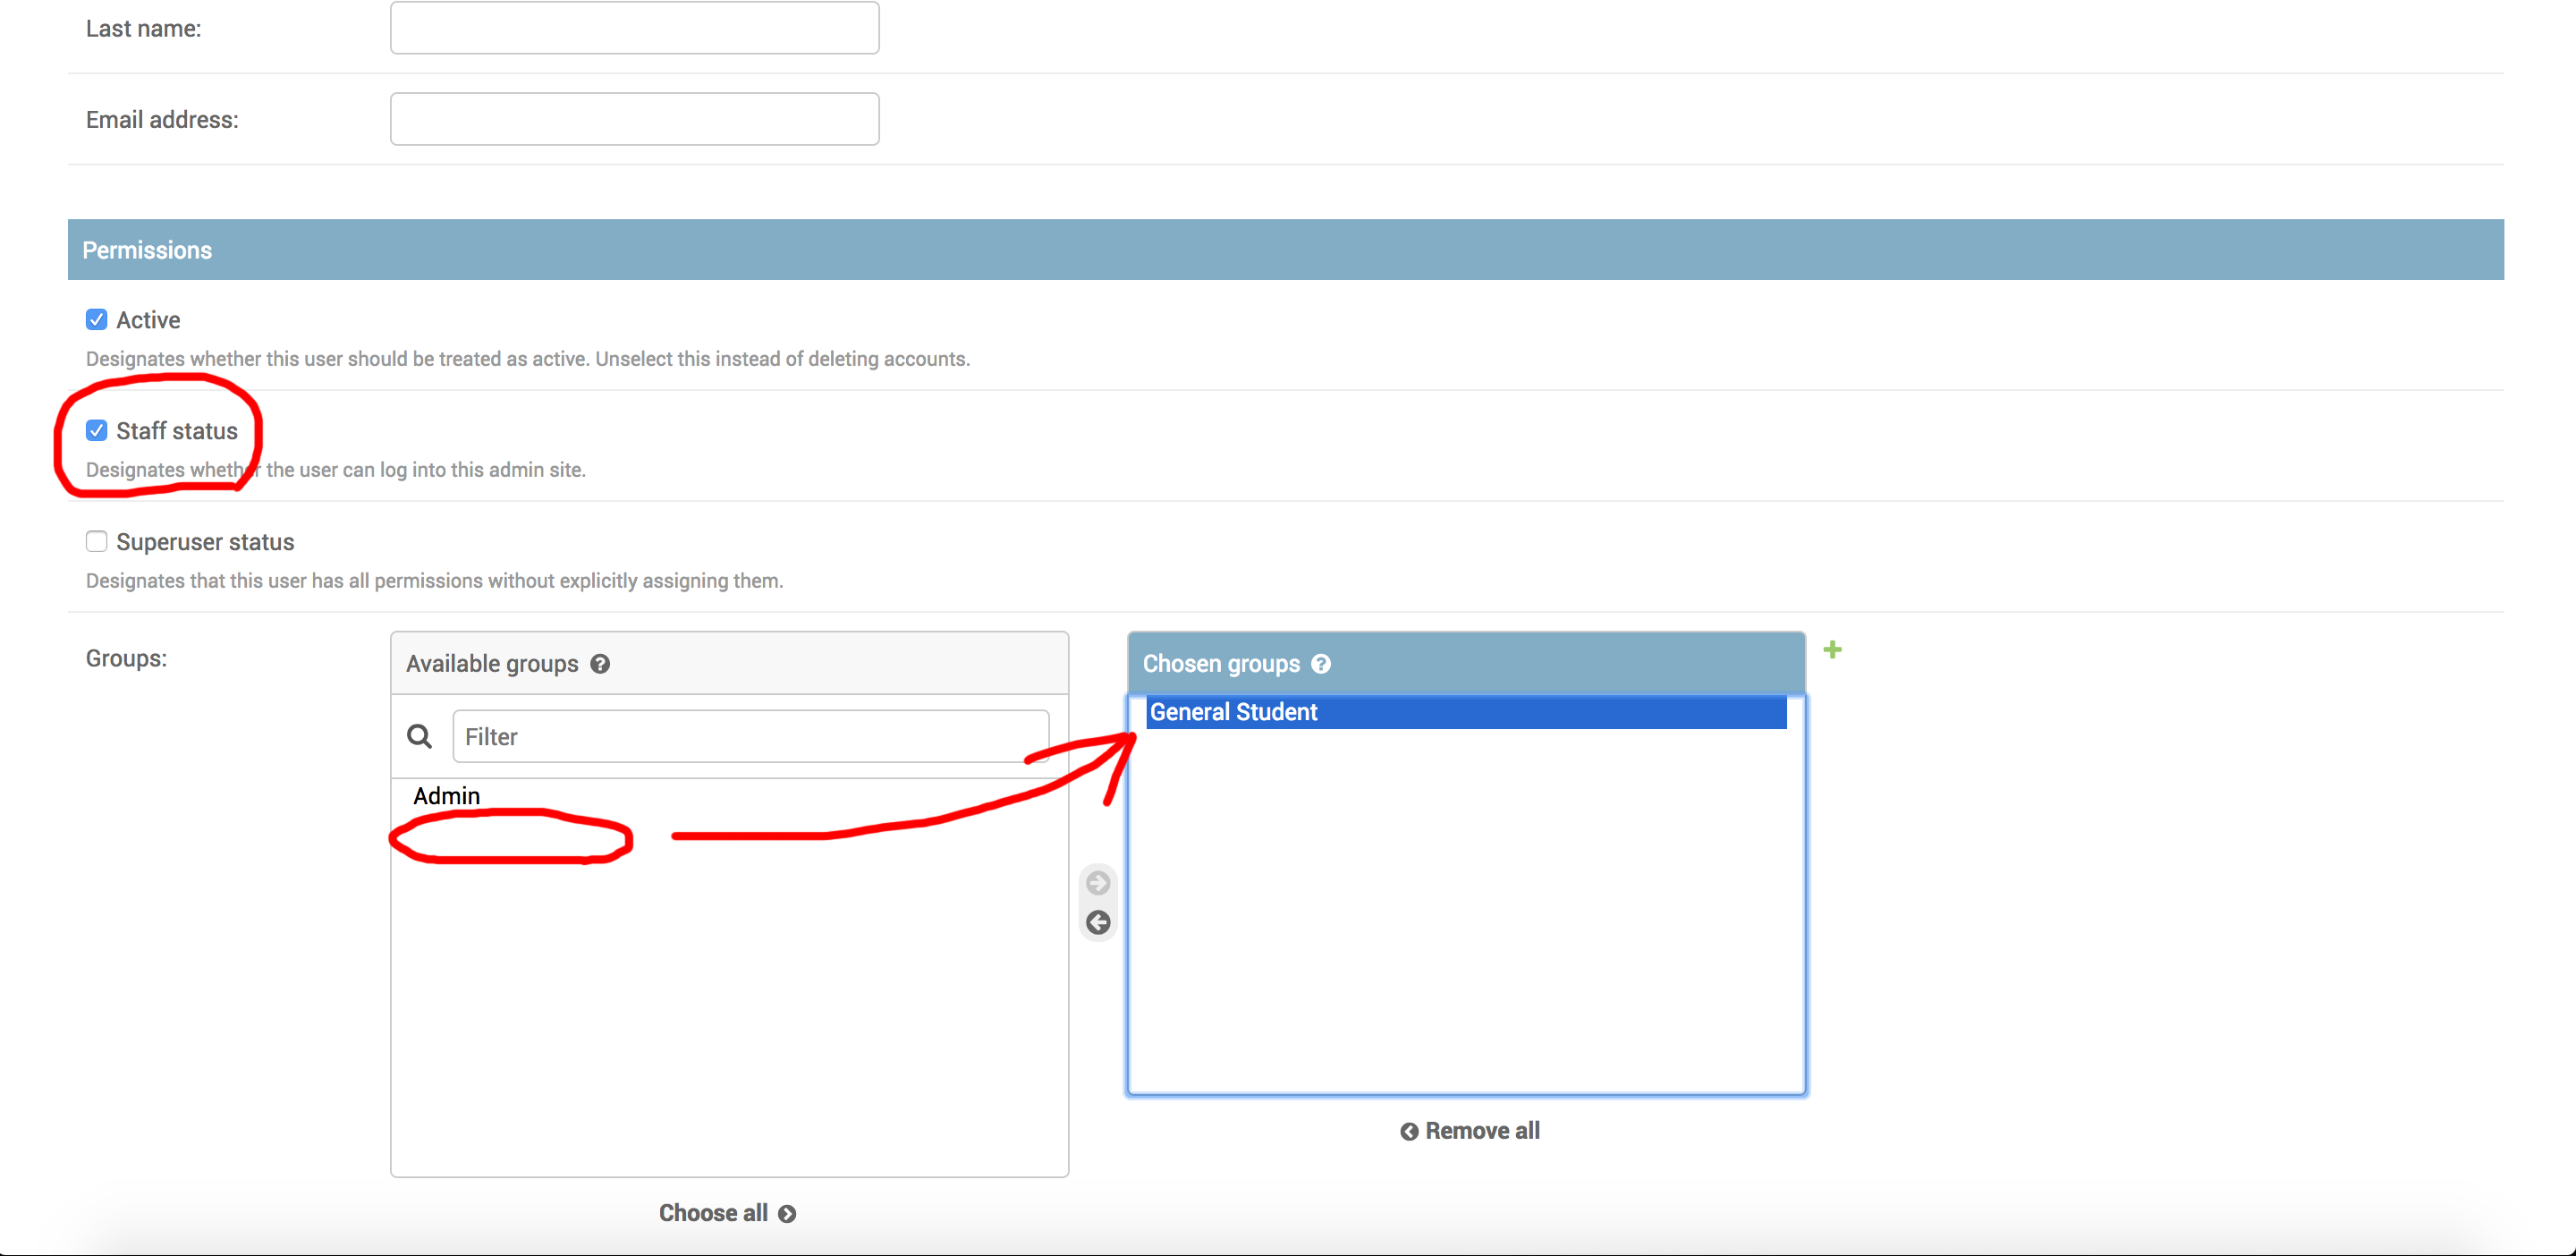 Last name:
Email address:
Permissions
Active
Designates whether this user should be treated as active. Unselect this instead of deleting accounts.
Staff status
Designates whether the user can log into this admin site.
Superuser status
Designates that this user has all permissions without explicitly assigning them.
Groups:
Available groups
Filter
Admin
Choose all
Chosen groups
General Student
Remove all